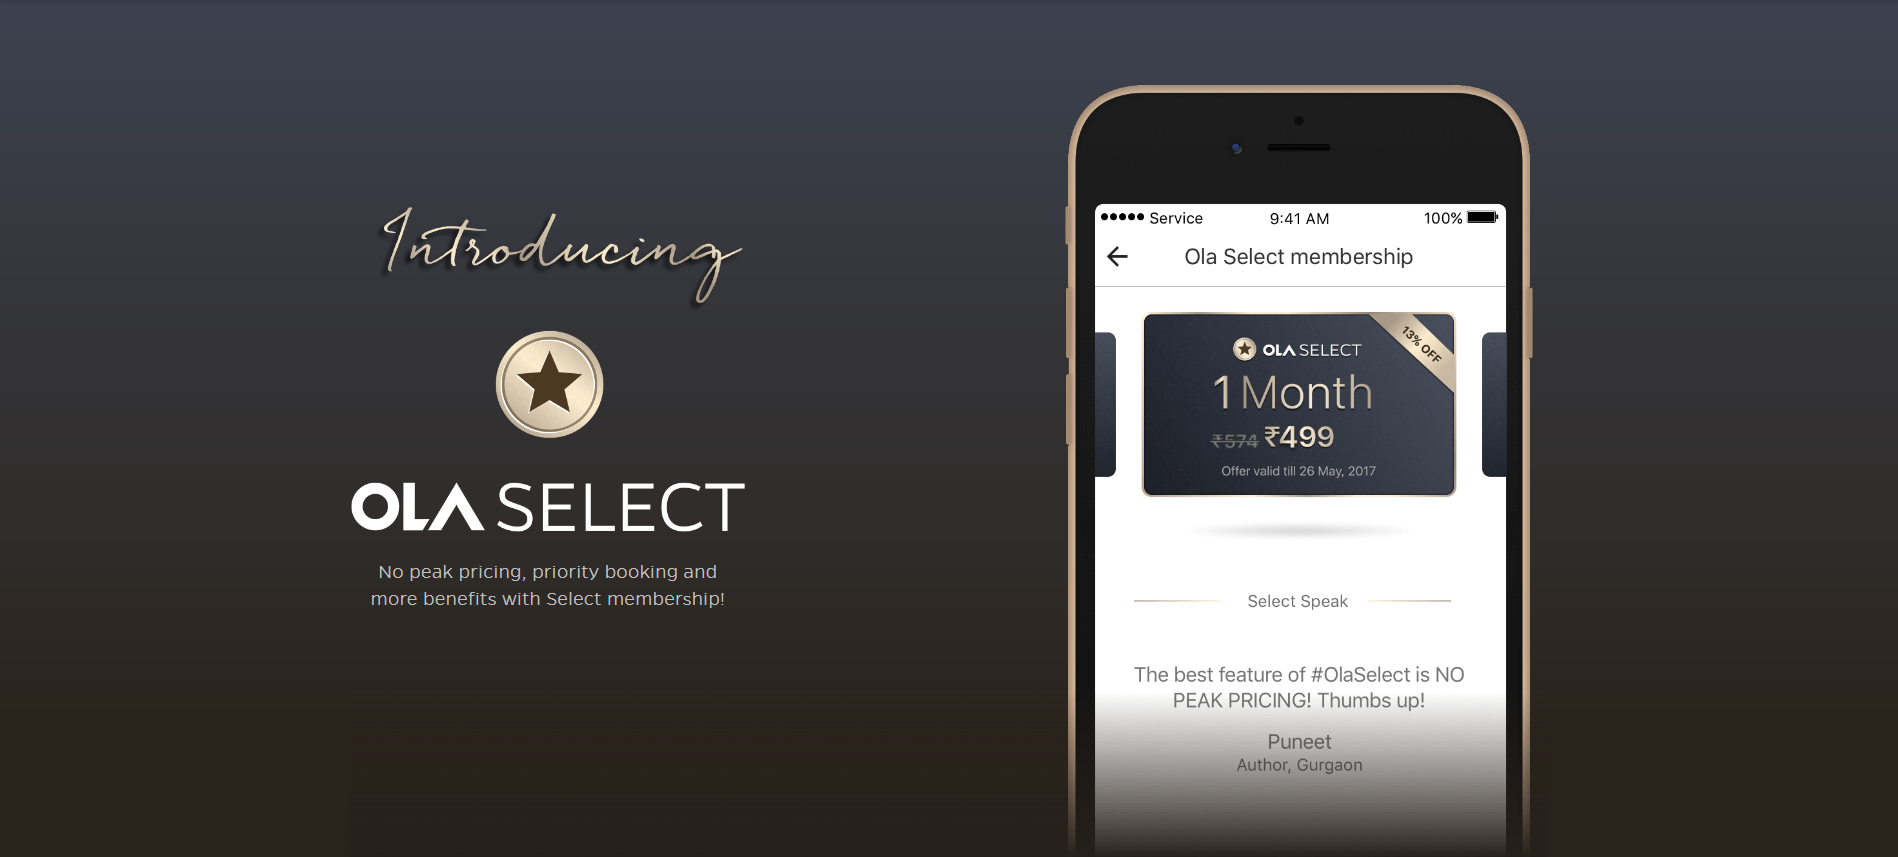 Introducing
OLA SELECT
No peak pricing, priority booking and
more benefits with Select membership!
Service 9:41 AM 100%
Ola Select membership
13% OFF
OLA SELECT
1 Month
₹574 ₹499
Offer valid till 26 May, 2017
Select Speak
The best feature of #OlaSelect is NO
PEAK PRICING! Thumbs up!
Puneet
Author, Gurgaon